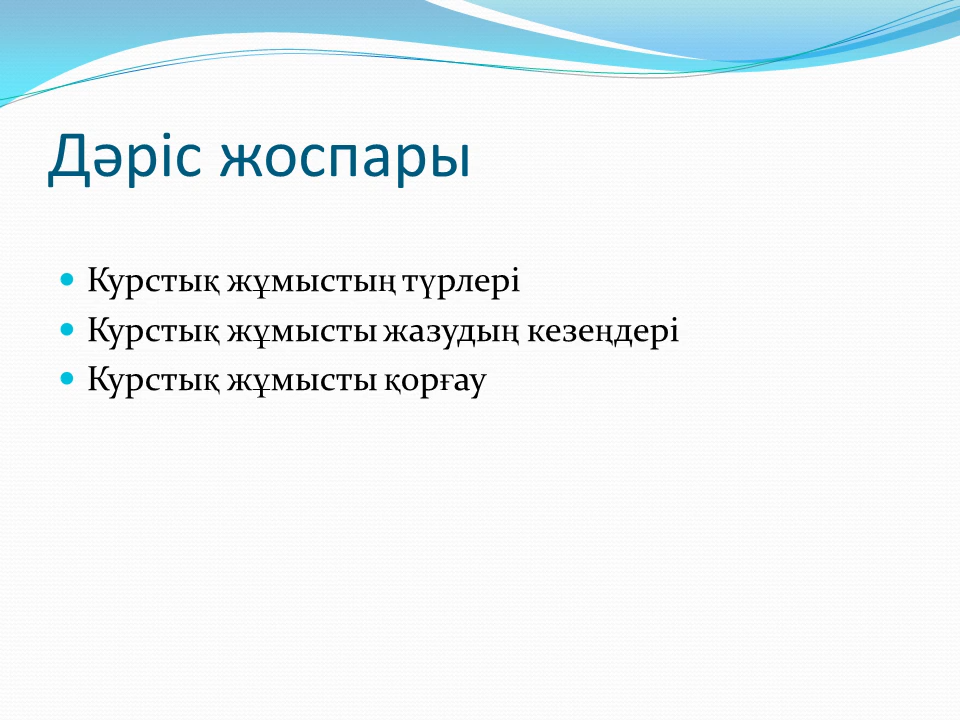 Дәріс жоспары
Курстық жұмыстың түрлері
Курстық жұмысты жазудың кезеңдері
Курстық жұмысты қорғау